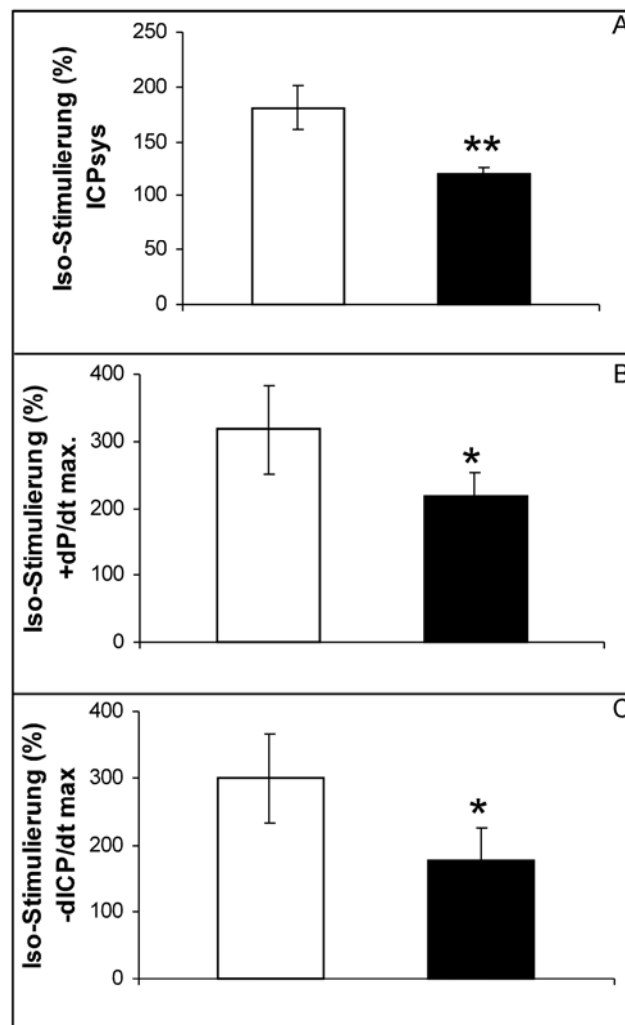 A
Iso-Stimulierung (%)
ICPsys
250
200
150
100
50
0
**
B
Iso-Stimulierung (%)
+dP/dt max.
400
300
200
100
0
*
C
Iso-Stimulierung (%)
-dICP/dt max
400
300
200
100
0
*